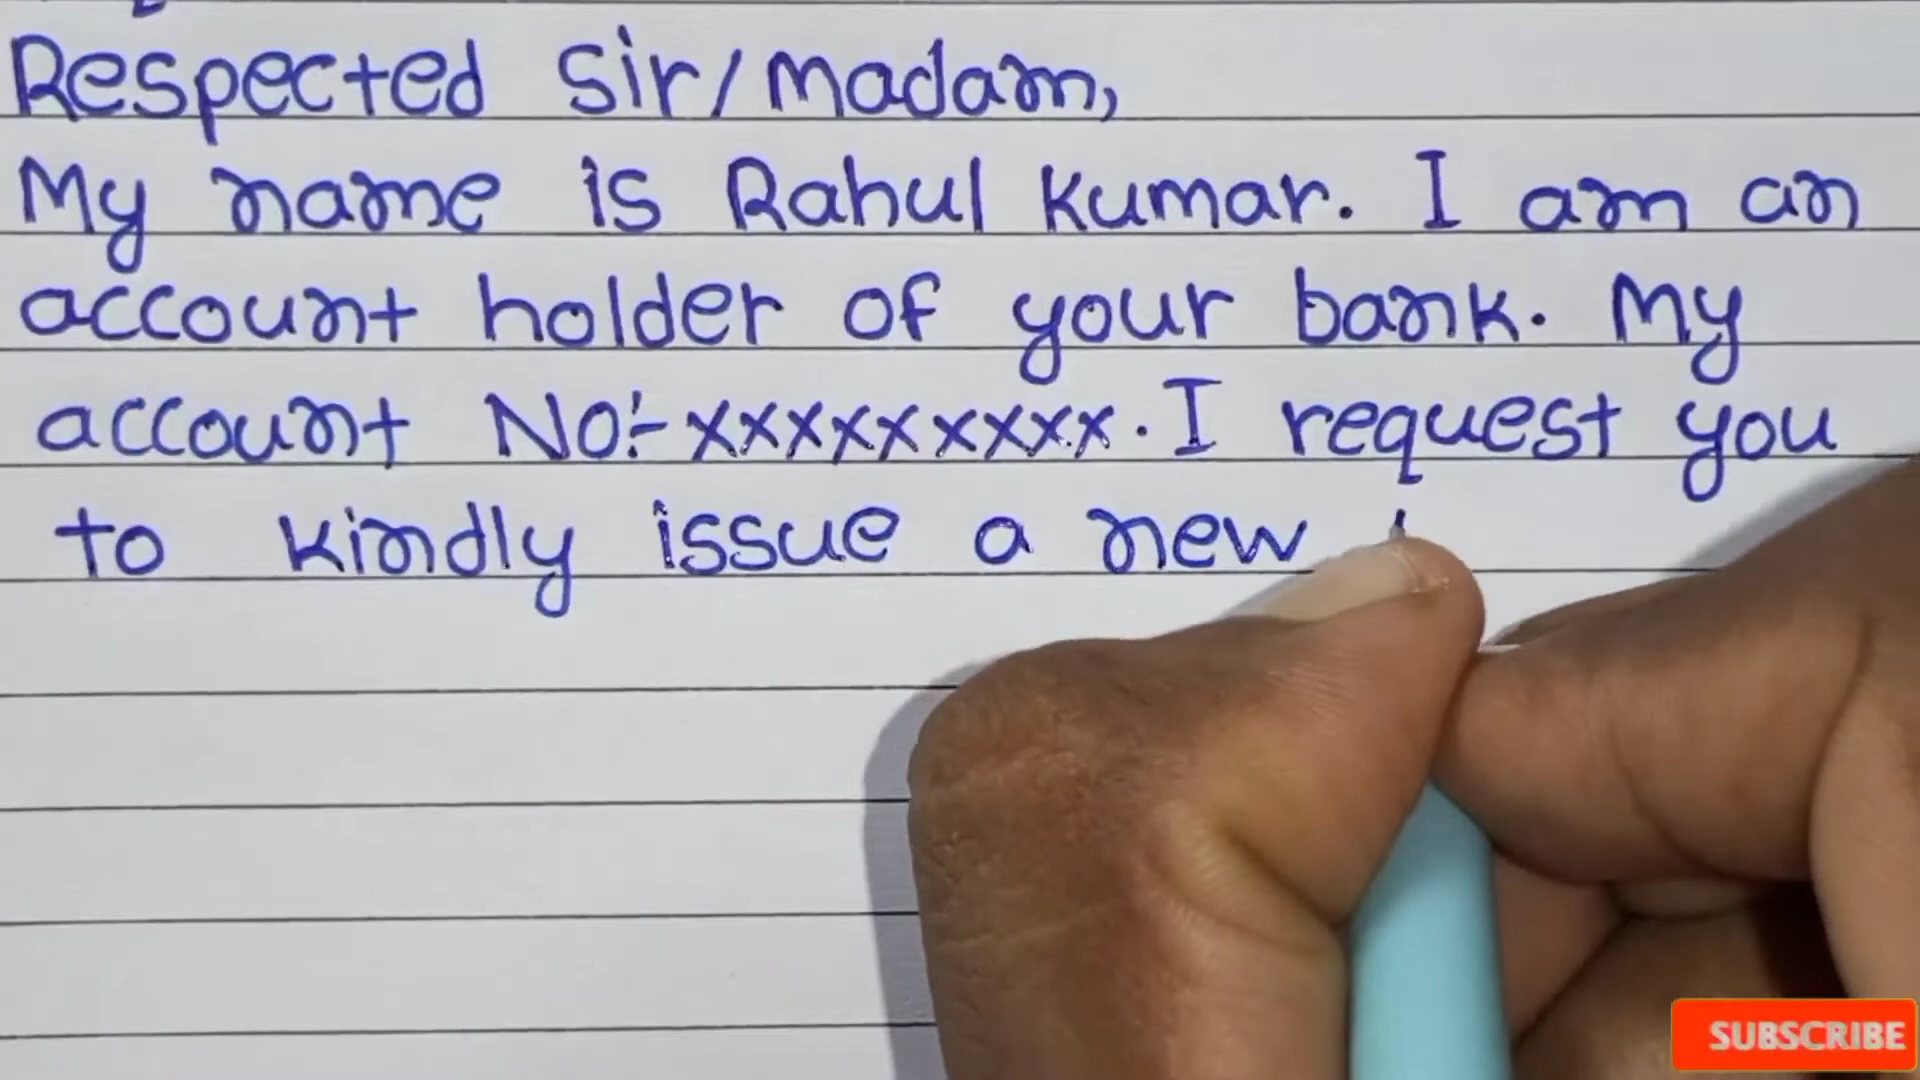 Respected Sir/Madam,
My name is Rahul Kumar. I am an
account holder of your bank. My
account No:- xxxxxxxxx. I request you
to kindly issue a new
SUBSCRIBE